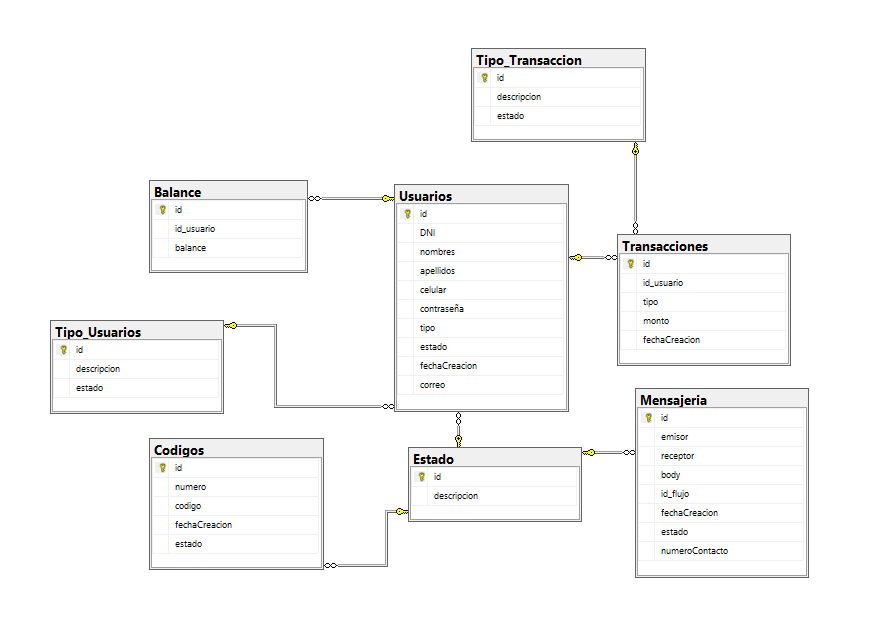 Tipo_Transaccion
id
descripcion
estado
Balance
id
id_usuario
balance
Usuarios
id
DNI
nombres
apellidos
celular
contraseña
tipo
estado
fechaCreacion
correo
Transacciones
id
id_usuario
tipo
monto
fechaCreacion
Tipo_Usuarios
id
descripcion
estado
Mensajeria
id
emisor
receptor
body
id_flujo
fechaCreacion
estado
numeroContacto
Codigos
id
numero
codigo
fechaCreacion
estado
Estado
id
descripcion